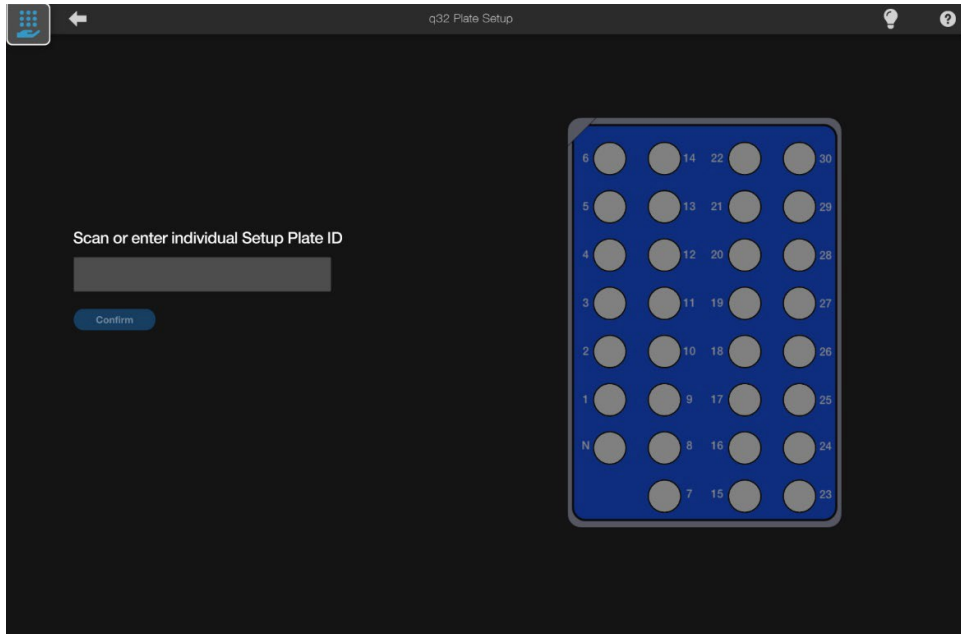 q32 Plate Setup
?
Scan or enter individual Setup Plate ID
Confirm
6 14 22 30
5 13 21 29
4 12 20 28
3 11 19 27
2 10 18 26
1 9 17 25
N 8 16 24
7 15 23